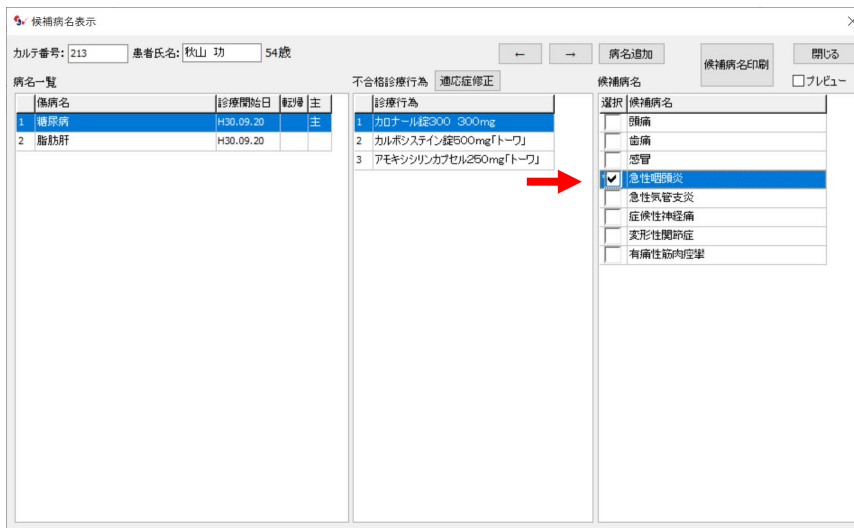 候補病名表示
カルテ番号: 213 患者氏名: 秋山 功 54歳 ← → 病名追加 候補病名印刷 閉じる
病名一覧 不合格診療行為 適応症修正 候補病名 プレビュー
傷病名 診療開始日 転帰 主
1 糖尿病 H30.09.20 主
2 脂肪肝 H30.09.20
診療行為
1 カロナール錠300 300mg
2 カルボシステイン錠500mg「トーワ」
3 アモキシシリンカプセル250mg「トーワ」
選択 候補病名
頭痛
歯痛
感冒
急性咽頭炎
急性気管支炎
症候性神経痛
変形性関節症
有痛性筋肉痙攣